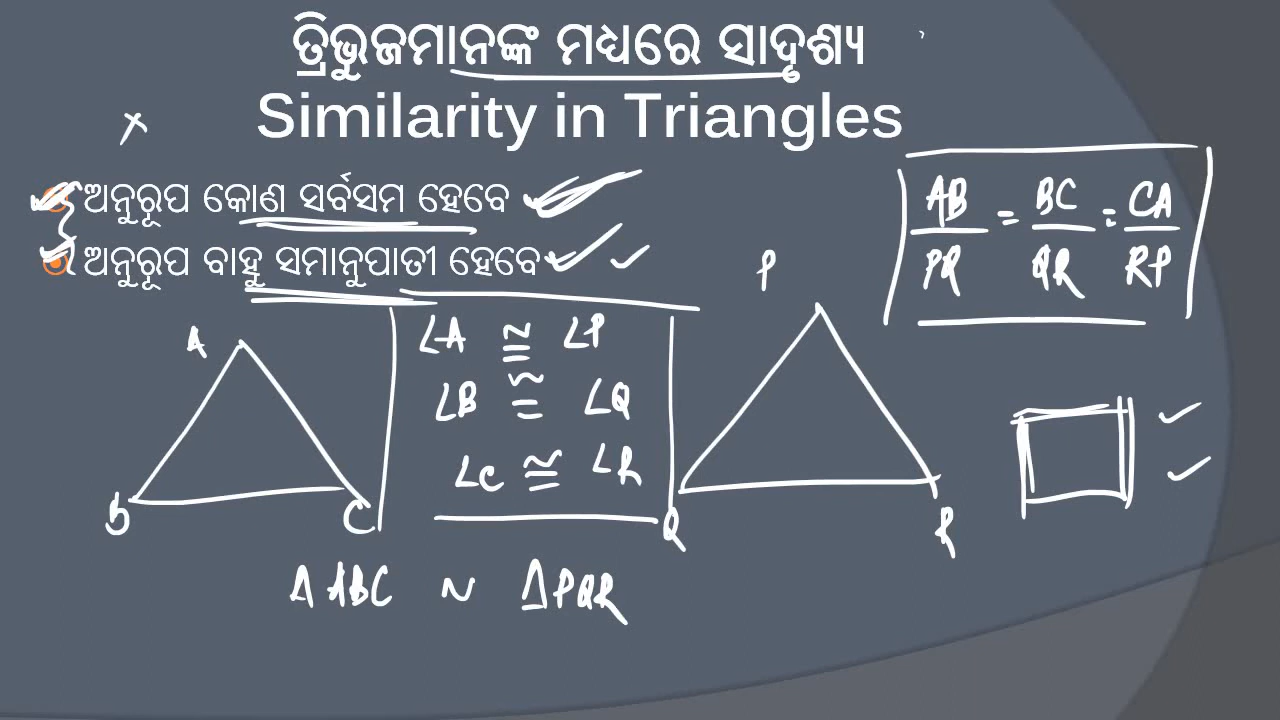 ତ୍ରିଭୁଜମାନଙ୍କ ମଧ୍ୟରେ ସାଦୃଶ୍ୟ
Similarity in Triangles
ଅନୁରୂପ କୋଣ ସର୍ବସମ ହେବେ
ଅନୁରୂପ ବାହୁ ସମାନୁପାତୀ ହେବେ
AB/PQ = BC/QR = CA/RP
A
B
C
∠A ≅ ∠P
∠B ≅ ∠Q
∠C ≅ ∠R
P
Q
R
Δ ABC ~ ΔPQR